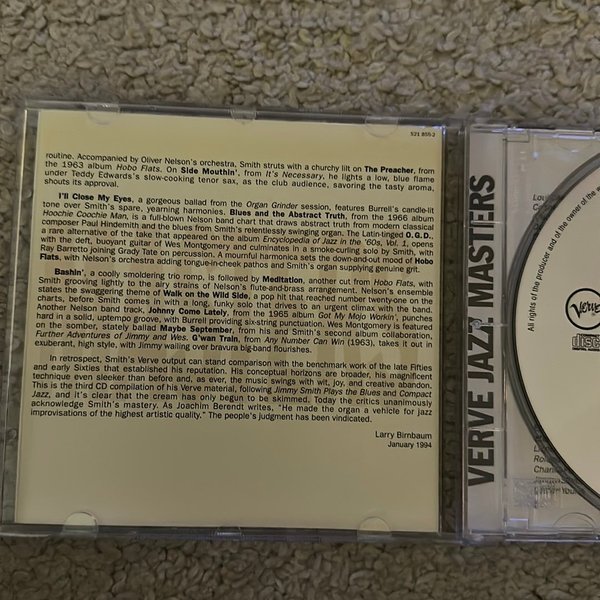 521 855-2
routine. Accompanied by Oliver Nelson's orchestra, Smith struts with a churchy lilt on The Preacher, from
the 1963 album Hobo Flats. On Side Mouthin', from It's Necessary, he lights a low, blue flame
under Teddy Edwards's slow-cooking tenor sax, as the club audience, savoring the tasty aroma,
shouts its approval.
I'll Close My Eyes, a gorgeous ballad from the Organ Grinder session, features Burrell's candle-lit
tone over Smith's spare, yearning harmonies. Blues and the Abstract Truth, from the 1966 album
Hoochie Coochie Man, is a full-blown Nelson band chart that draws abstract truth from modern classical
composer Paul Hindemith and the blues from Smith's relentlessly swinging organ. The Latin-tinged O.G.D.,
a rare alternative of the take that appeared on the album Encyclopedia of Jazz in the '60s, Vol. 1, opens
with the deft, buoyant guitar of Wes Montgomery and culminates in a smoke-curling solo by Smith, with
Ray Barretto joining Grady Tate on percussion. A mournful harmonica sets the down-and-out mood of Hobo
Flats, with Nelson's orchestra adding tongue-in-cheek pathos and Smith's organ supplying genuine grit.
Bashin', a coolly smoldering trio romp, is followed by Meditation, another cut from Hobo Flats, with
Smith grooving lightly to the airy strains of Nelson's flute-and-brass arrangement. Nelson's ensemble
states the swaggering theme of Walk on the Wild Side, a pop hit that reached number twenty-one on the
charts, before Smith comes in with a long, funky solo that drives to an urgent climax with the band.
Another Nelson band track, Johnny Come Lately, from the 1965 album Got My Mojo Workin', punches
hard in a solid, uptempo groove, with Burrell providing six-string punctuation. Wes Montgomery is featured
on the somber, stately ballad Maybe September, from his and Smith's second album collaboration,
Further Adventures of Jimmy and Wes. G'wan Train, from Any Number Can Win (1963), takes it out in
exuberant, high style, with Jimmy wailing over bravura big-band flourishes.
In retrospect, Smith's Verve output can stand comparison with the benchmark work of the late Fifties
and early Sixties that established his reputation. His conceptual horizons are broader, his magnificent
technique even sleeker than before and, as ever, the music swings with wit, joy, and creative abandon.
This is the third CD compilation of his Verve material, following Jimmy Smith Plays the Blues and Compact
Jazz, and it's clear that the cream has only begun to be skimmed. Today the critics unanimously
acknowledge Smith's mastery. As Joachim Berendt writes, "He made the organ a vehicle for jazz
improvisations of the highest artistic quality." The people's judgment has been vindicated.
Larry Birnbaum
January 1994
VERVE JAZZ MASTERS
All rights of the producer and of the owner of the
Verve